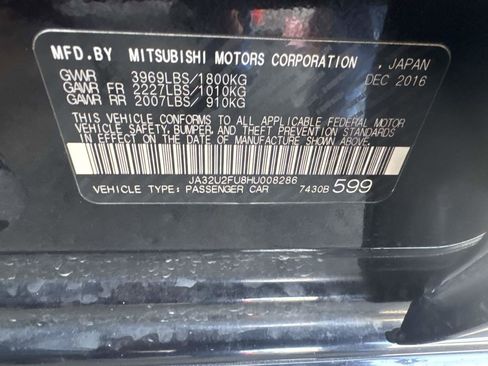 MFD.BY MITSUBISHI MOTORS CORPORATION , JAPAN
GVWR 3969LBS/1800KG DEC 2016
GAWR FR 2227LBS/1010KG
GAWR RR 2007LBS/ 910KG
THIS VEHICLE CONFORMS TO ALL APPLICABLE FEDERAL MOTOR
VEHICLE SAFETY, BUMPER, AND THEFT PREVENTION STANDARDS
IN EFFECT ON THE DATE OF MANUFACTURE SHOWN ABOVE.
JA32U2FU8HU008286
VEHICLE TYPE: PASSENGER CAR 7430B 599